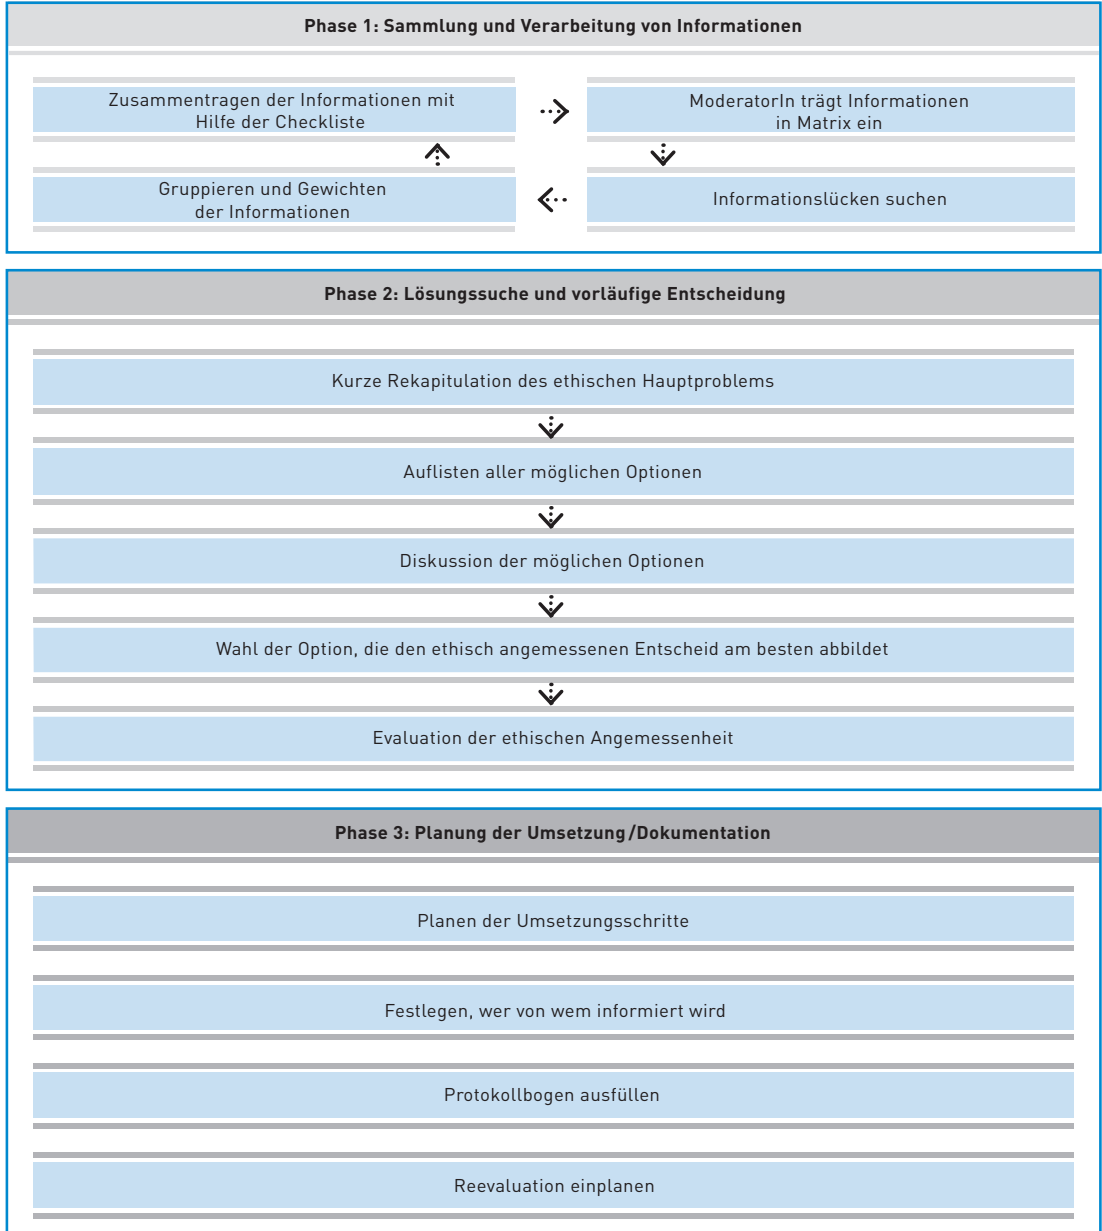 Phase 1: Sammlung und Verarbeitung von Informationen
Zusammentragen der Informationen mit
Hilfe der Checkliste
ModeratorIn trägt Informationen
in Matrix ein
Gruppieren und Gewichten
der Informationen
Informationslücken suchen
Phase 2: Lösungssuche und vorläufige Entscheidung
Kurze Rekapitulation des ethischen Hauptproblems
Auflisten aller möglichen Optionen
Diskussion der möglichen Optionen
Wahl der Option, die den ethisch angemessenen Entscheid am besten abbildet
Evaluation der ethischen Angemessenheit
Phase 3: Planung der Umsetzung/Dokumentation
Planen der Umsetzungsschritte
Festlegen, wer von wem informiert wird
Protokollbogen ausfüllen
Reevaluation einplanen